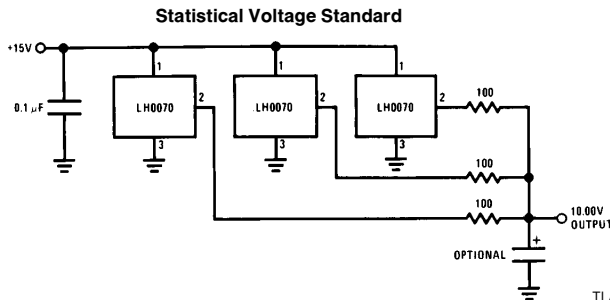 Statistical Voltage Standard
+15V
1
1
1
0.1 μF
LH0070
2
LH0070
2
LH0070
2
100
3
3
3
100
100
10.00V
OUTPUT
OPTIONAL
+
TL